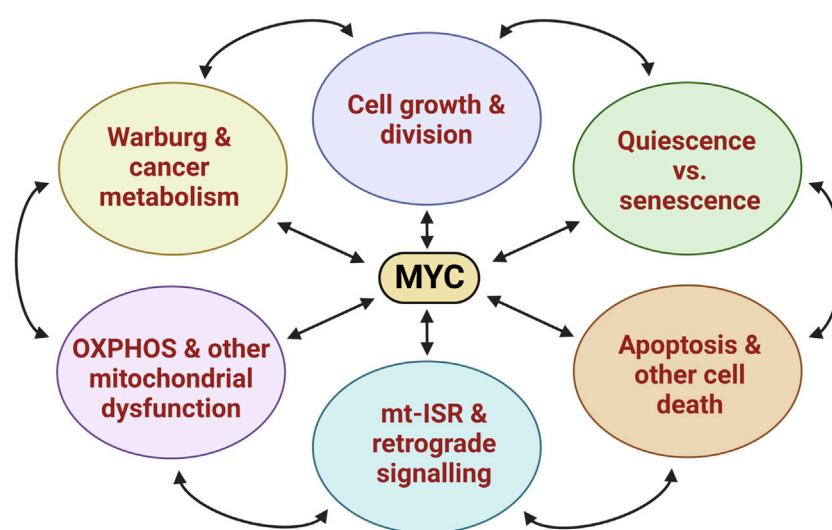 Cell growth &
division
Warburg &
cancer
metabolism
Quiescence
vs.
senescence
MYC
OXPHOS & other
mitochondrial
dysfunction
Apoptosis &
other cell
death
mt-ISR &
retrograde
signalling